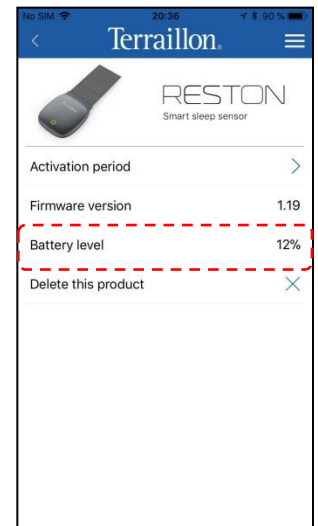 No SIM 20:36 90 %
Terraillon.
RESTON
Smart sleep sensor
Activation period
Firmware version 1.19
Battery level 12%
Delete this product